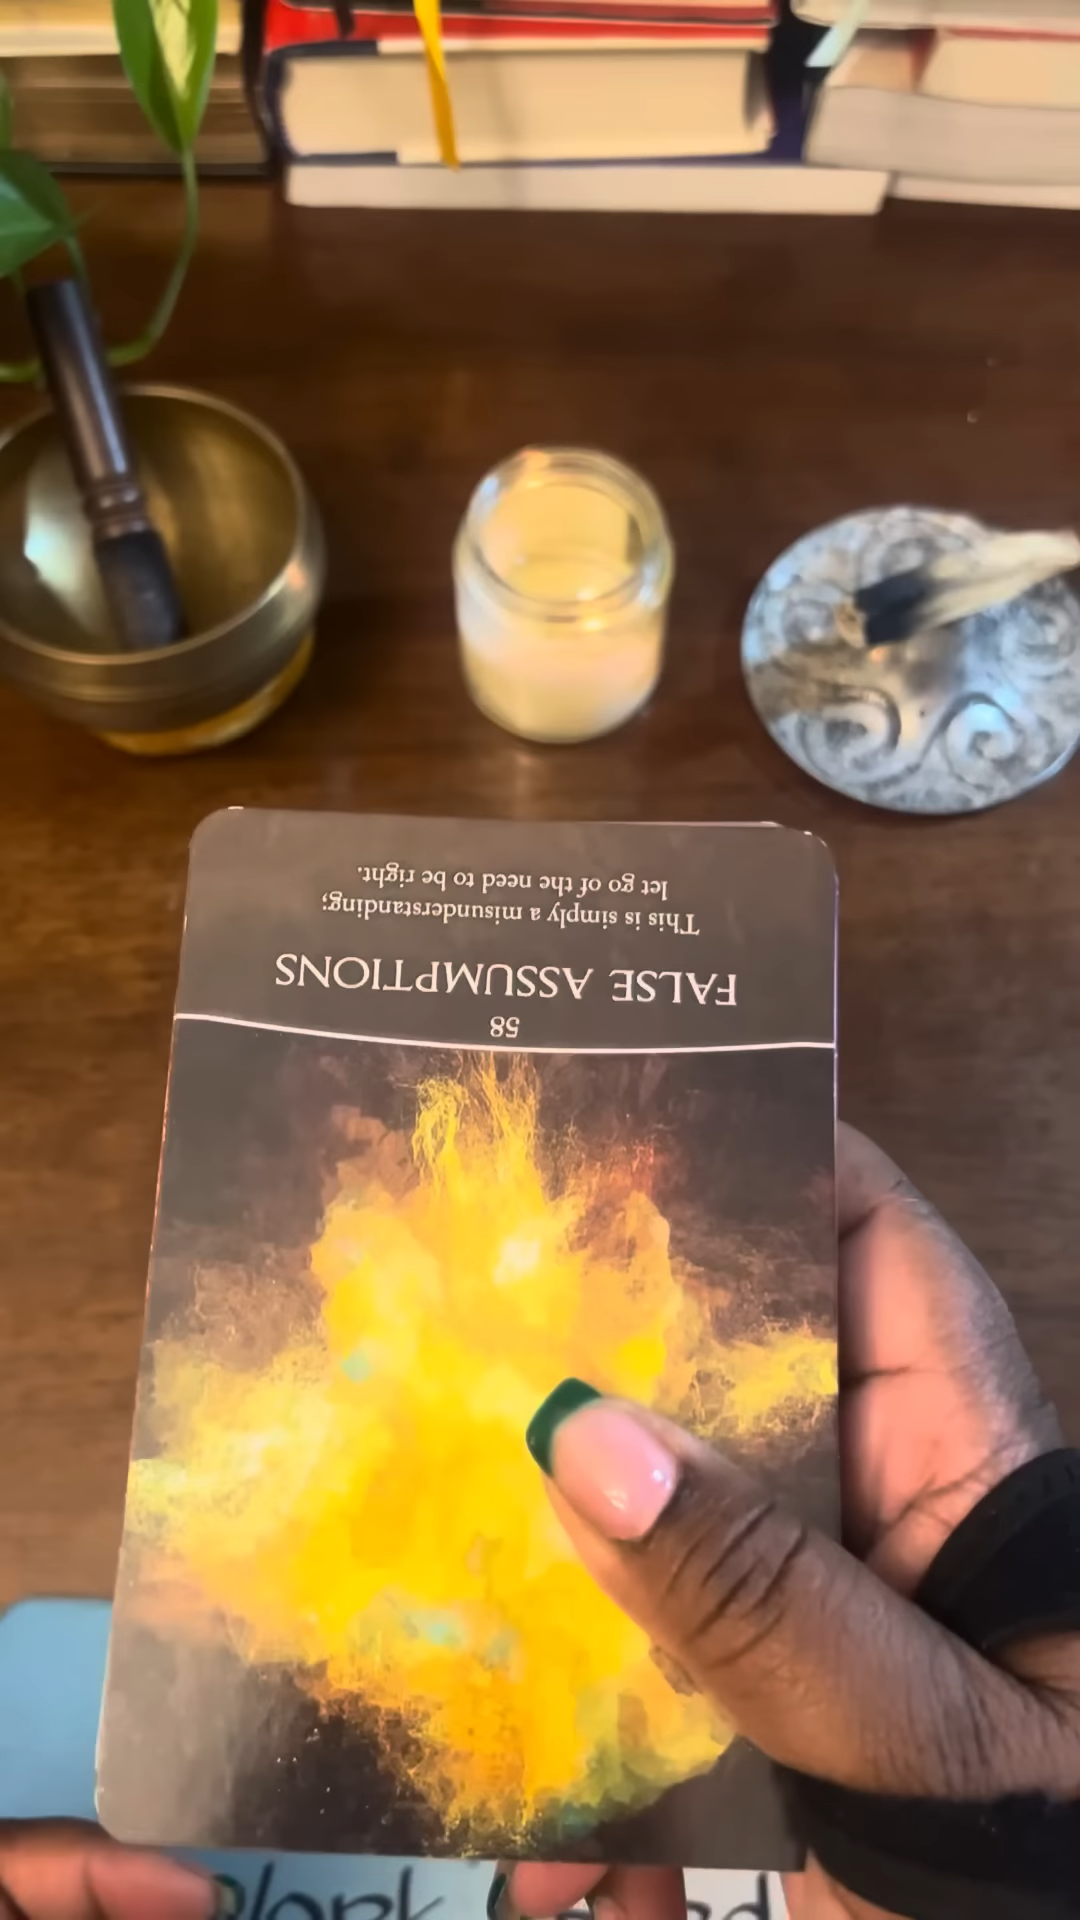 58
FALSE ASSUMPTIONS
This is simply a misunderstanding;
let go of the need to be right.